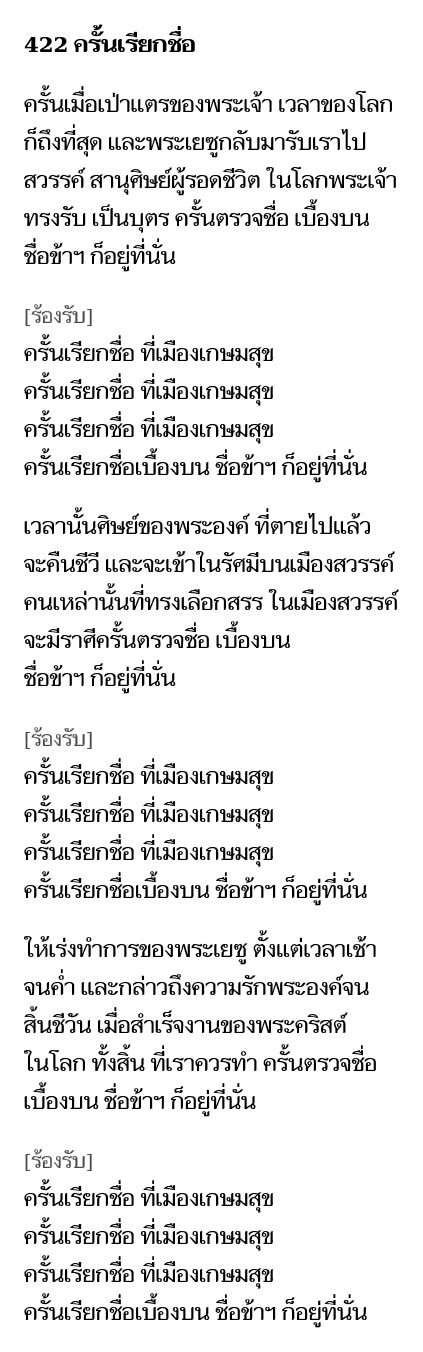 422 ครั้นเรียกชื่อ
ครั้นเมื่อเป่าแตรของพระเจ้า เวลาของโลก
ก็ถึงที่สุด และพระเยซูกลับมารับเราไป
สวรรค์ สานุศิษย์ผู้รอดชีวิต ในโลกพระเจ้า
ทรงรับ เป็นบุตร ครั้นตรวจชื่อ เบื้องบน
ชื่อข้าฯ ก็อยู่ที่นั่น
[ร้องรับ]
ครั้นเรียกชื่อ ที่เมืองเกษมสุข
ครั้นเรียกชื่อ ที่เมืองเกษมสุข
ครั้นเรียกชื่อ ที่เมืองเกษมสุข
ครั้นเรียกชื่อเบื้องบน ชื่อข้าฯ ก็อยู่ที่นั่น
เวลานั้นศิษย์ของพระองค์ ที่ตายไปแล้ว
จะคืนชีวี และจะเข้าในรัศมีบนเมืองสวรรค์
คนเหล่านั้นที่ทรงเลือกสรร ในเมืองสวรรค์
จะมีราศีครั้นตรวจชื่อ เบื้องบน
ชื่อข้าฯ ก็อยู่ที่นั่น
[ร้องรับ]
ครั้นเรียกชื่อ ที่เมืองเกษมสุข
ครั้นเรียกชื่อ ที่เมืองเกษมสุข
ครั้นเรียกชื่อ ที่เมืองเกษมสุข
ครั้นเรียกชื่อเบื้องบน ชื่อข้าฯ ก็อยู่ที่นั่น
ให้เร่งทำการของพระเยซู ตั้งแต่เวลาเช้า
จนค่ำ และกล่าวถึงความรักพระองค์จน
สิ้นชีวัน เมื่อสำเร็จงานของพระคริสต์
ในโลก ทั้งสิ้น ที่เราควรทำ ครั้นตรวจชื่อ
เบื้องบน ชื่อข้าฯ ก็อยู่ที่นั่น
[ร้องรับ]
ครั้นเรียกชื่อ ที่เมืองเกษมสุข
ครั้นเรียกชื่อ ที่เมืองเกษมสุข
ครั้นเรียกชื่อ ที่เมืองเกษมสุข
ครั้นเรียกชื่อเบื้องบน ชื่อข้าฯ ก็อยู่ที่นั่น